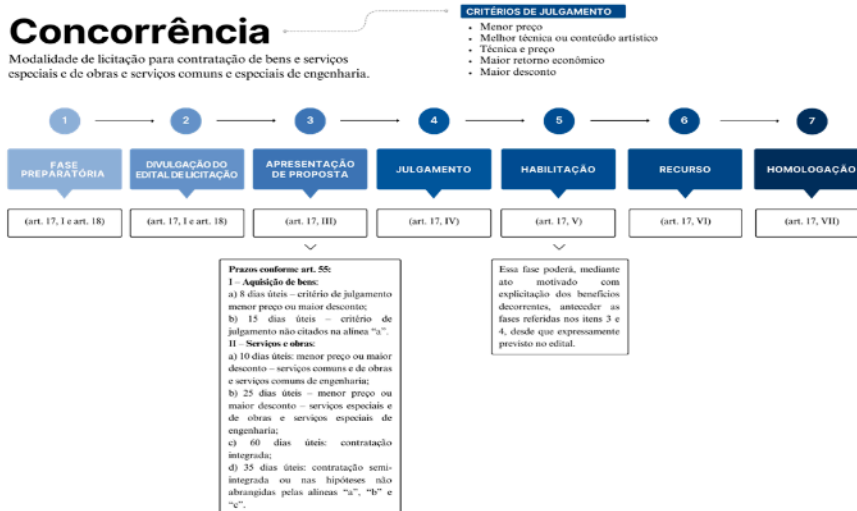 Concorrência
Modalidade de licitação para contratação de bens e serviços
especiais e de obras e serviços comuns e especiais de engenharia.
CRITÉRIOS DE JULGAMENTO
• Menor preço
• Melhor técnica ou conteúdo artístico
• Técnica e preço
• Maior retorno econômico
• Maior desconto
1
2
3
4
5
6
7
FASE
PREPARATÓRIA
DIVULGAÇÃO DO
EDITAL DE LICITAÇÃO
APRESENTAÇÃO
DE PROPOSTA
JULGAMENTO
HABILITAÇÃO
RECURSO
HOMOLOGAÇÃO
(art. 17, I e art. 18)
(art. 17, I e art. 18)
(art. 17, III)
(art. 17, IV)
(art. 17, V)
(art. 17, VI)
(art. 17, VII)
Prazos conforme art. 55:
I – Aquisição de bens:
a) 8 dias úteis – critério de julgamento
menor preço ou maior desconto;
b) 15 dias úteis – critério de
julgamento não citados na alínea “a”.
II – Serviços e obras:
a) 10 dias úteis: menor preço ou maior
desconto – serviços comuns e de obras
e serviços comuns de engenharia;
b) 25 dias úteis – menor preço ou
maior desconto – serviços especiais e
de obras e serviços especiais de
engenharia;
c) 60 dias úteis: contratação
integrada;
d) 35 dias úteis: contratação semi-
integrada ou nas hipóteses não
abrangidas pelas alíneas “a”, “b” e
“c”.
Essa fase poderá, mediante
ato motivado com
explicitação dos benefícios
decorrentes, anteceder as
fases referidas nos itens 3 e
4, desde que expressamente
previsto no edital.